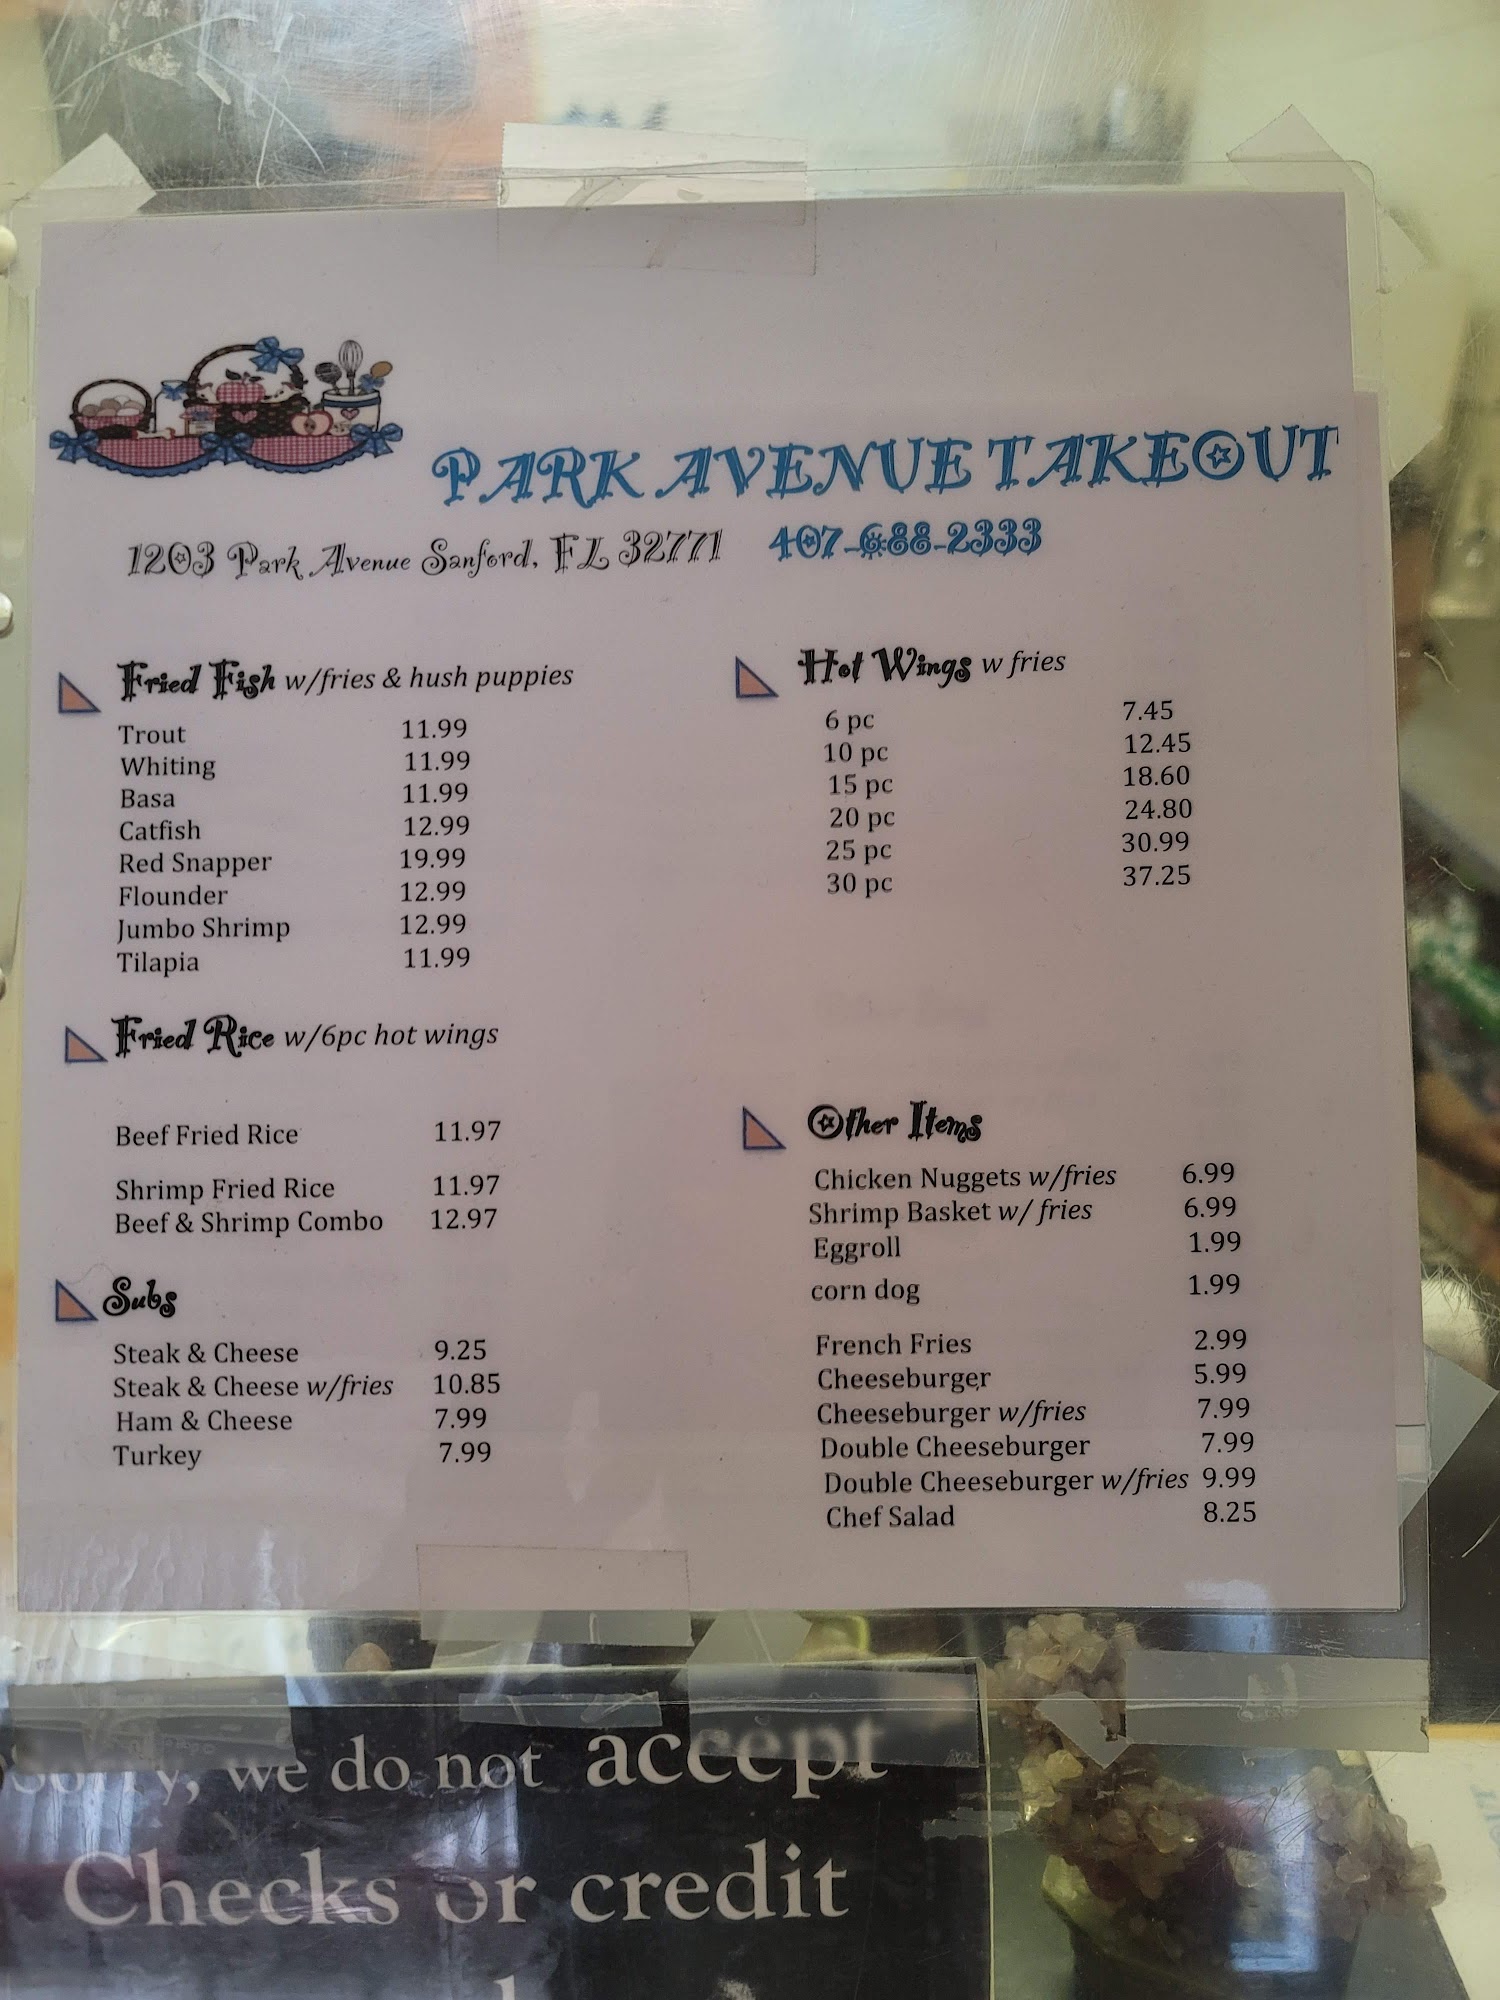 PARK AVENUE TAKEOUT
1203 Park Avenue Sanford, FL 32771 407-688-2333
Fried Fish w/fries & hush puppies
Trout 11.99
Whiting 11.99
Basa 11.99
Catfish 12.99
Red Snapper 19.99
Flounder 12.99
Jumbo Shrimp 12.99
Tilapia 11.99
Fried Rice w/6pc hot wings
Beef Fried Rice 11.97
Shrimp Fried Rice 11.97
Beef & Shrimp Combo 12.97
Subs
Steak & Cheese 9.25
Steak & Cheese w/fries 10.85
Ham & Cheese 7.99
Turkey 7.99
Hot Wings w fries
6 pc 7.45
10 pc 12.45
15 pc 18.60
20 pc 24.80
25 pc 30.99
30 pc 37.25
Other Items
Chicken Nuggets w/fries 6.99
Shrimp Basket w/ fries 6.99
Eggroll 1.99
corn dog 1.99
French Fries 2.99
Cheeseburger 5.99
Cheeseburger w/fries 7.99
Double Cheeseburger 7.99
Double Cheeseburger w/fries 9.99
Chef Salad 8.25
Sorry, we do not accept
Checks or credit